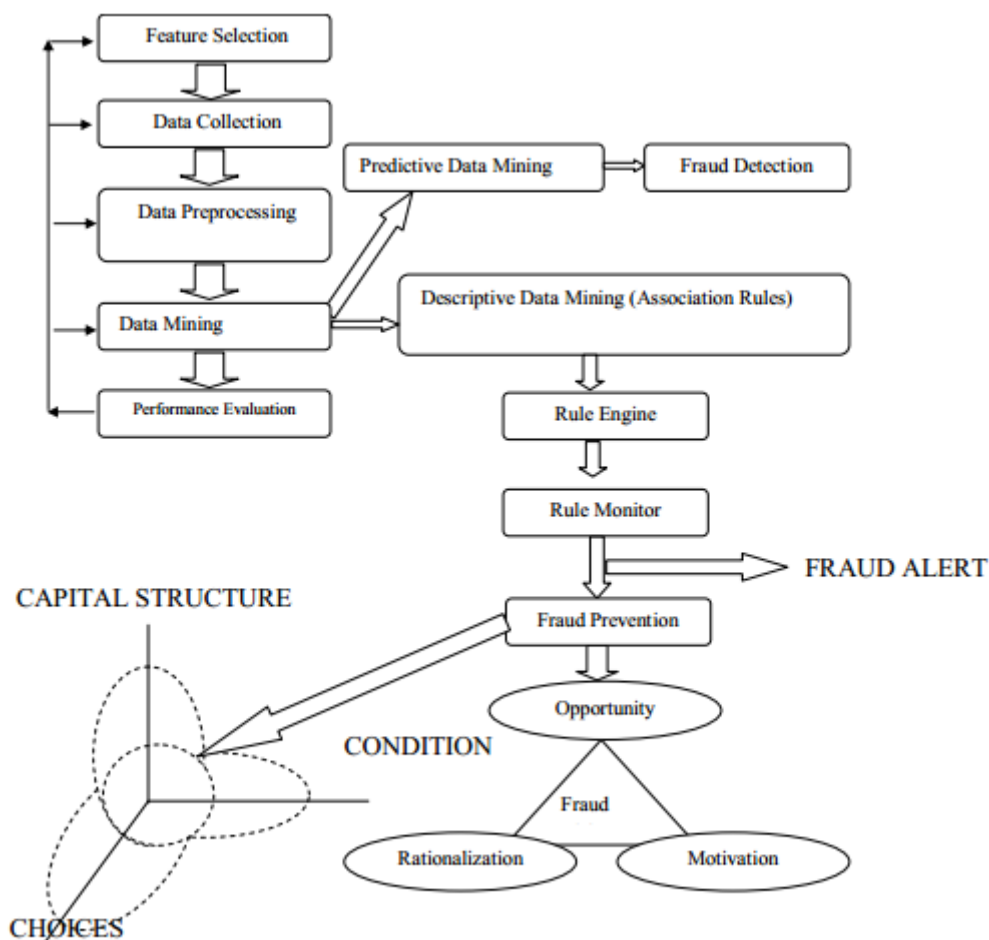 Feature Selection
Data Collection
Predictive Data Mining
Fraud Detection
Data Preprocessing
Descriptive Data Mining (Association Rules)
Data Mining
Performance Evaluation
Rule Engine
Rule Monitor
FRAUD ALERT
CAPITAL STRUCTURE
Fraud Prevention
Opportunity
CONDITION
Fraud
Rationalization
Motivation
CHOICES